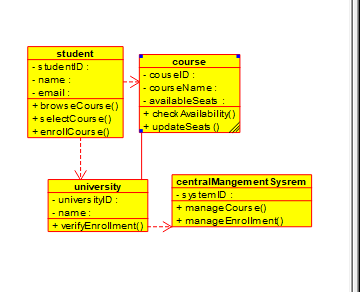 student
- studentID :
- name :
- email :
+ browseCourse()
+ selectCourse()
+ enrollCourse()
course
- couseID :
- courseName :
- availableSeats :
+ checkAvailability()
+ updateSeats()
university
- universityID :
- name :
+ verifyEnrollment()
centralMangementSysrem
- systemID :
+ manageCourse()
+ manageEnrollment()